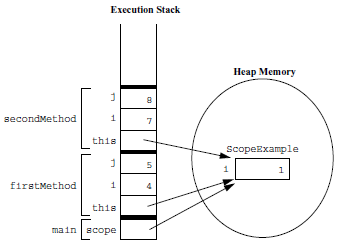 Execution Stack
Heap Memory
j 8
secondMethod i 7
this
ScopeExample
j 5
i 1
firstMethod i 4
this
main scope